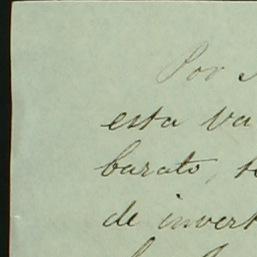 Por
esta va
barato,
de invert